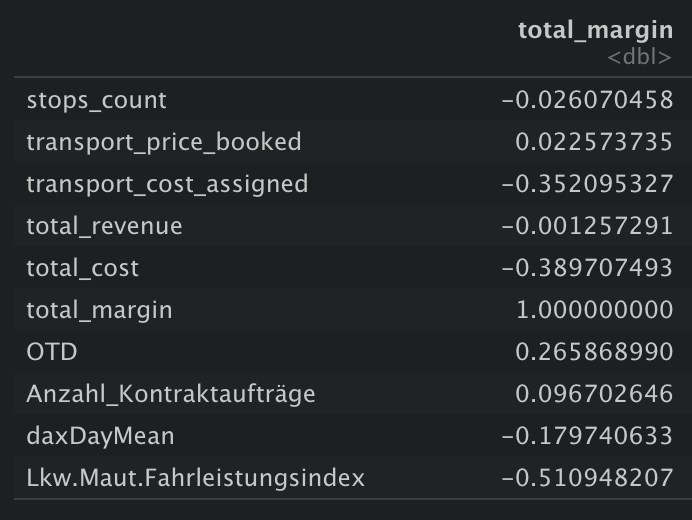 total_margin
<dbl>
stops_count -0.026070458
transport_price_booked 0.022573735
transport_cost_assigned -0.352095327
total_revenue -0.001257291
total_cost -0.389707493
total_margin 1.000000000
OTD 0.265868990
Anzahl_Kontraktaufträge 0.096702646
daxDayMean -0.179740633
Lkw.Maut.Fahrleistungsindex -0.510948207